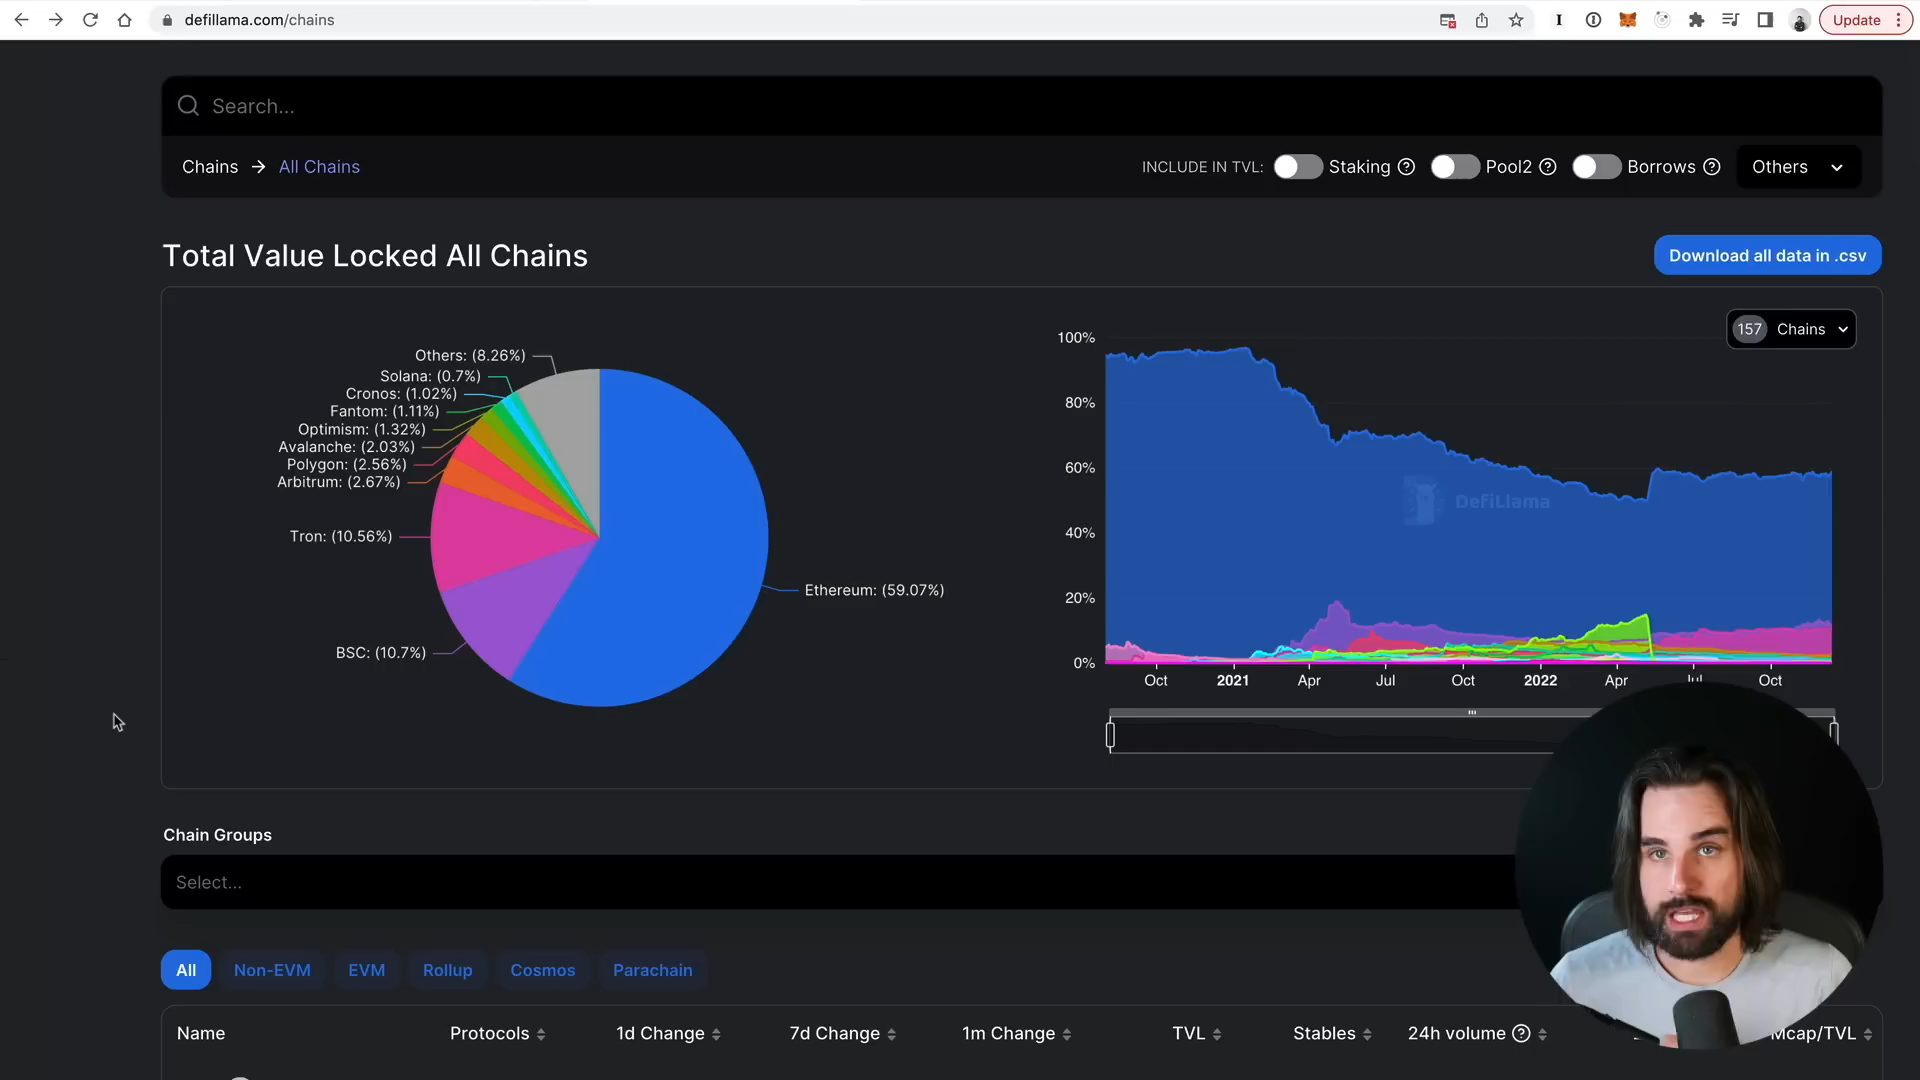 defillama.com/chains
Update
Search...
Chains → All Chains
INCLUDE IN TVL: Staking Pool2 Borrows Others
Total Value Locked All Chains
Download all data in .csv
157 Chains
Others: (8.26%)
Solana: (0.7%)
Cronos: (1.02%)
Fantom: (1.11%)
Optimism: (1.32%)
Avalanche: (2.03%)
Polygon: (2.56%)
Arbitrum: (2.67%)
Tron: (10.56%)
Ethereum: (59.07%)
BSC: (10.7%)
100%
80%
60%
40%
20%
0%
DefiLlama
Oct 2021 Apr Jul Oct 2022 Apr Jul Oct
Chain Groups
Select...
All Non-EVM EVM Rollup Cosmos Parachain
Name Protocols 1d Change 7d Change 1m Change TVL Stables 24h volume Mcap/TVL